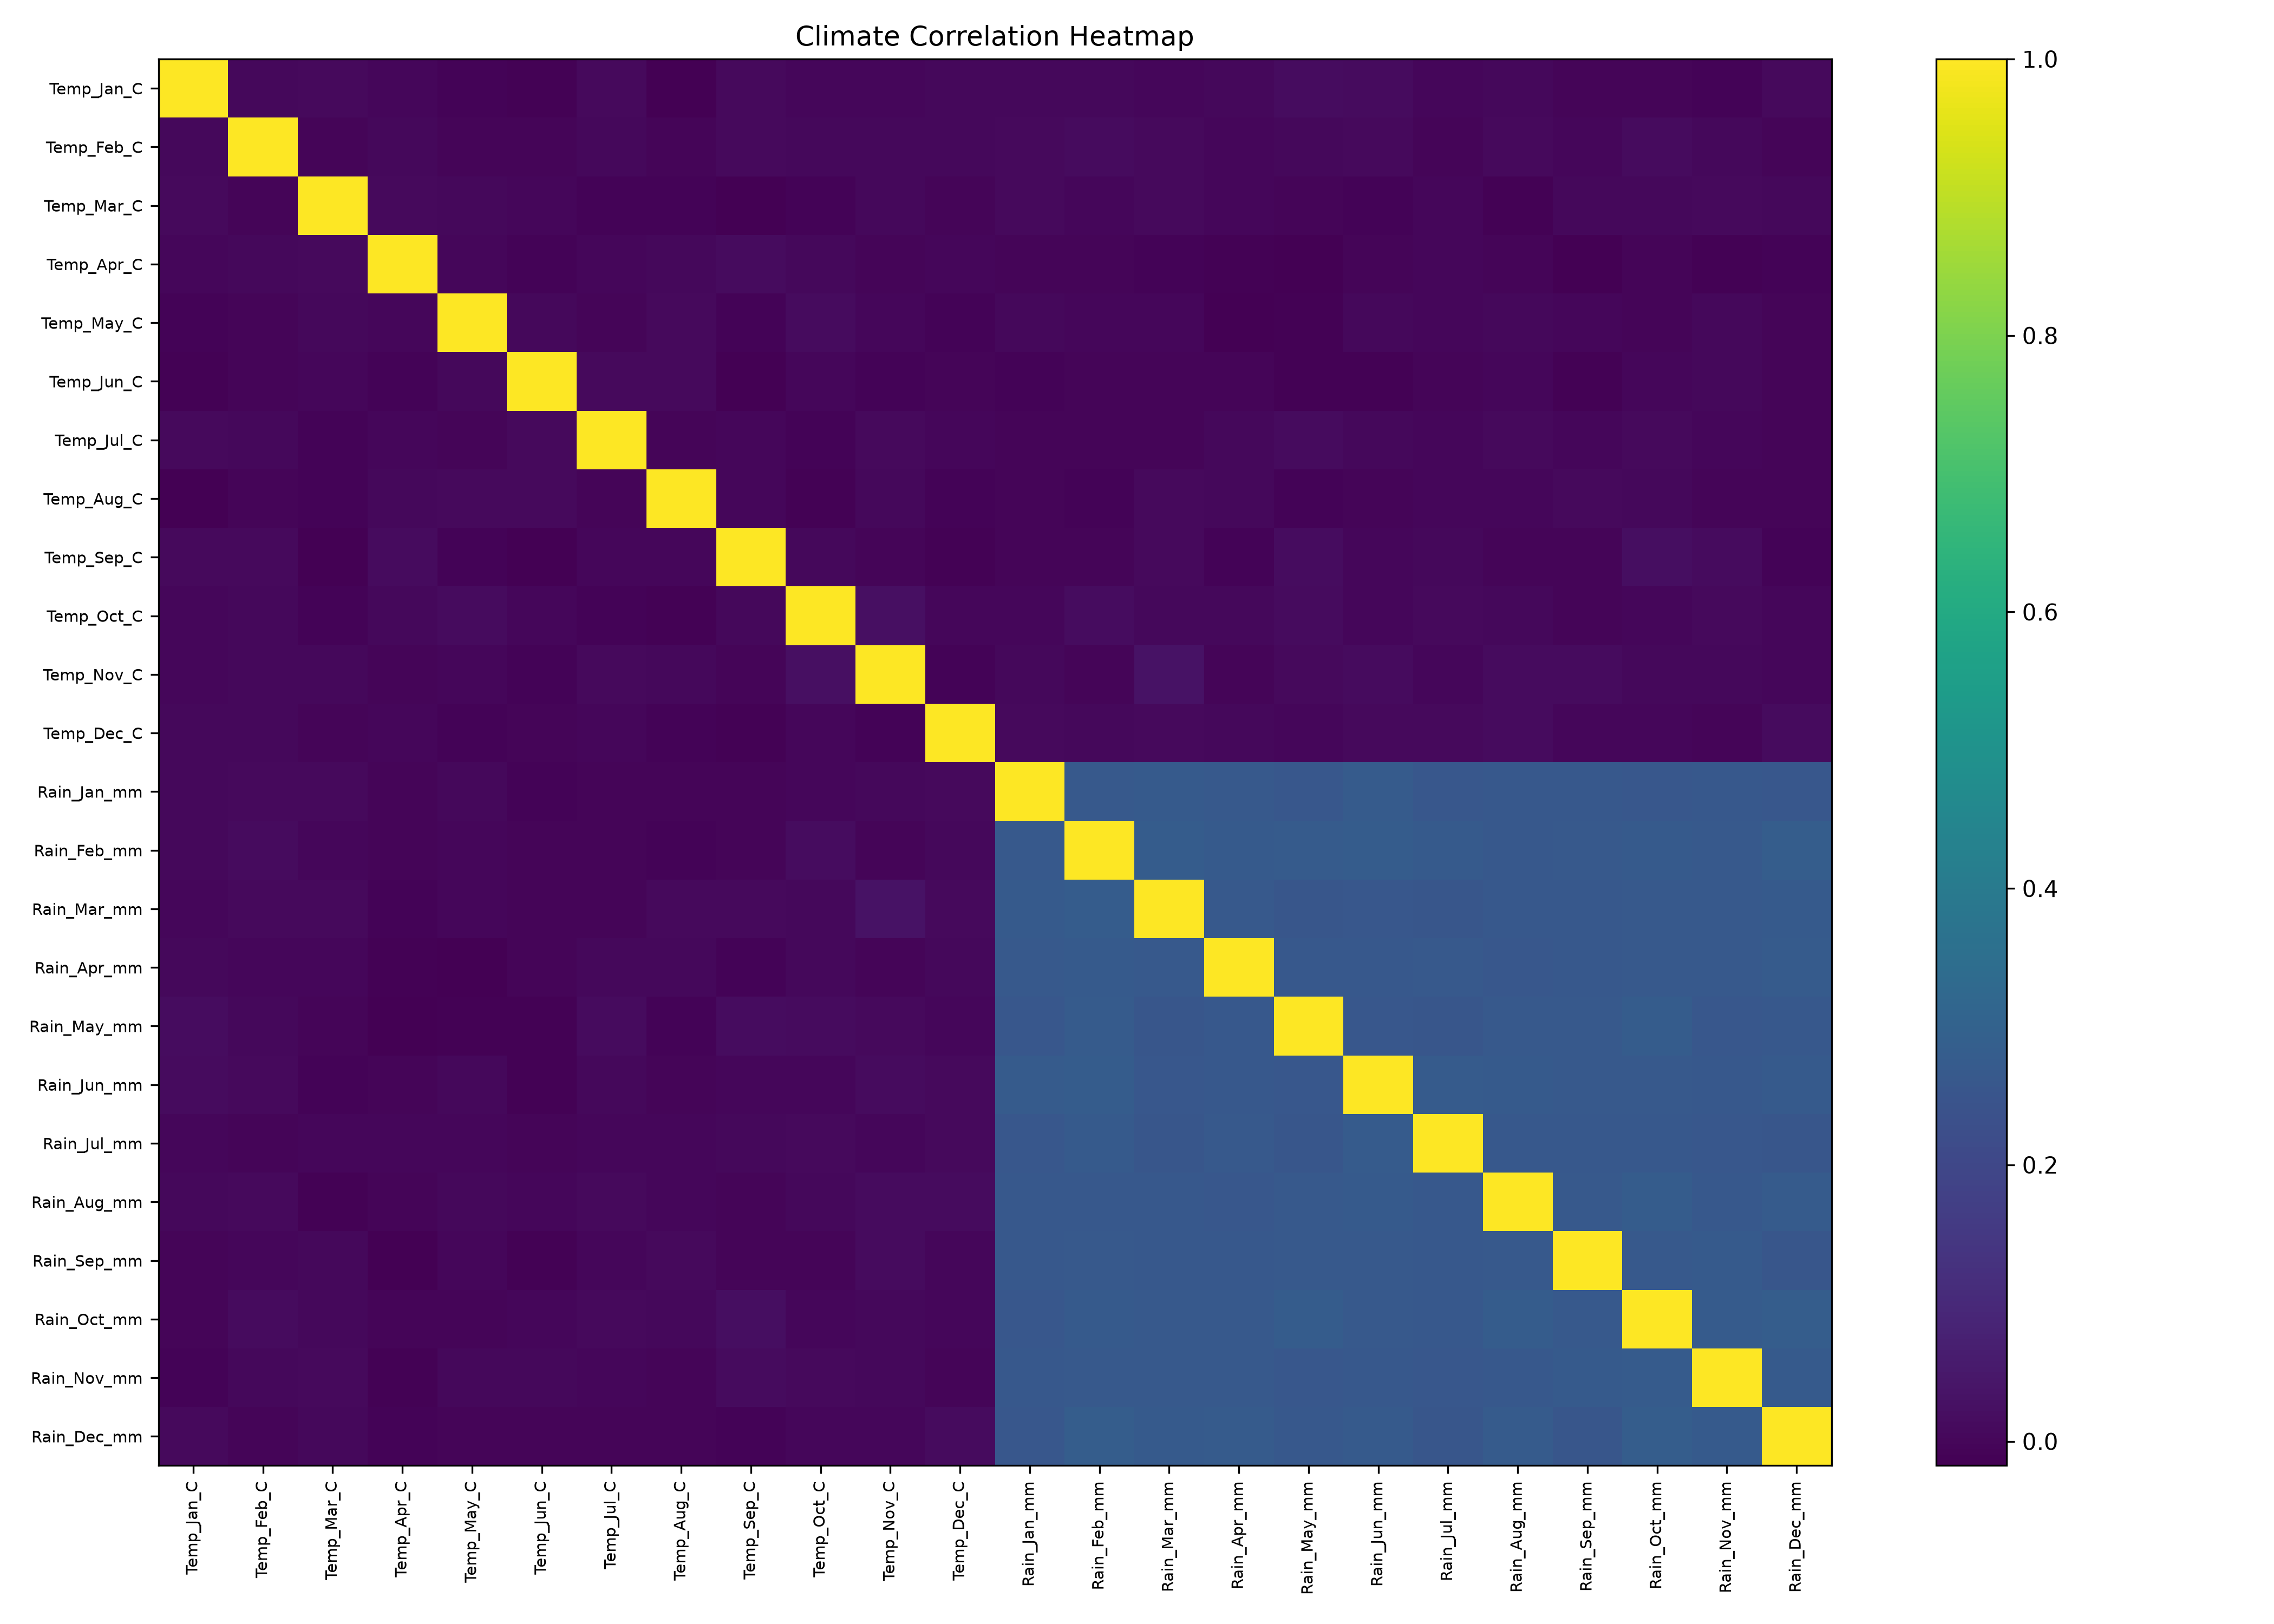 Climate Correlation Heatmap
Temp_Jan_C
Temp_Feb_C
Temp_Mar_C
Temp_Apr_C
Temp_May_C
Temp_Jun_C
Temp_Jul_C
Temp_Aug_C
Temp_Sep_C
Temp_Oct_C
Temp_Nov_C
Temp_Dec_C
Rain_Jan_mm
Rain_Feb_mm
Rain_Mar_mm
Rain_Apr_mm
Rain_May_mm
Rain_Jun_mm
Rain_Jul_mm
Rain_Aug_mm
Rain_Sep_mm
Rain_Oct_mm
Rain_Nov_mm
Rain_Dec_mm
Temp_Jan_C
Temp_Feb_C
Temp_Mar_C
Temp_Apr_C
Temp_May_C
Temp_Jun_C
Temp_Jul_C
Temp_Aug_C
Temp_Sep_C
Temp_Oct_C
Temp_Nov_C
Temp_Dec_C
Rain_Jan_mm
Rain_Feb_mm
Rain_Mar_mm
Rain_Apr_mm
Rain_May_mm
Rain_Jun_mm
Rain_Jul_mm
Rain_Aug_mm
Rain_Sep_mm
Rain_Oct_mm
Rain_Nov_mm
Rain_Dec_mm
1.0
0.8
0.6
0.4
0.2
0.0